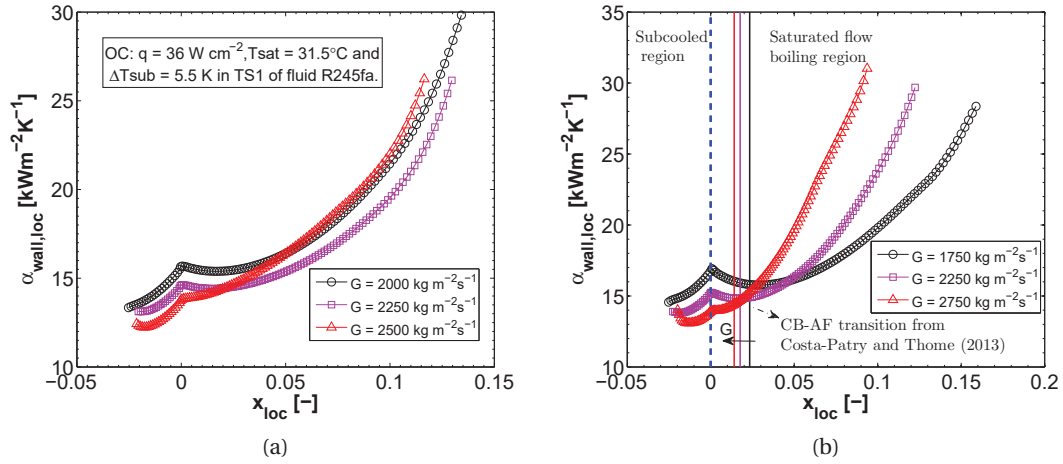 OC: q = 36 W cm⁻²,Tsat = 31.5°C and
ΔTsub = 5.5 K in TS1 of fluid R245fa.
30
25
20
15
10
α_wall,loc [kWm⁻²K⁻¹]
G = 2000 kg m⁻²s⁻¹
G = 2250 kg m⁻²s⁻¹
G = 2500 kg m⁻²s⁻¹
−0.05 0 0.05 0.1 0.15
x_loc [−]
(a)
Subcooled
region
Saturated flow
boiling region
35
30
25
20
15
10
α_wall,loc [kWm⁻²K⁻¹]
G = 1750 kg m⁻²s⁻¹
G = 2250 kg m⁻²s⁻¹
G = 2750 kg m⁻²s⁻¹
G
CB-AF transition from
Costa-Patry and Thome (2013)
−0.05 0 0.05 0.1 0.15 0.2
x_loc [−]
(b)